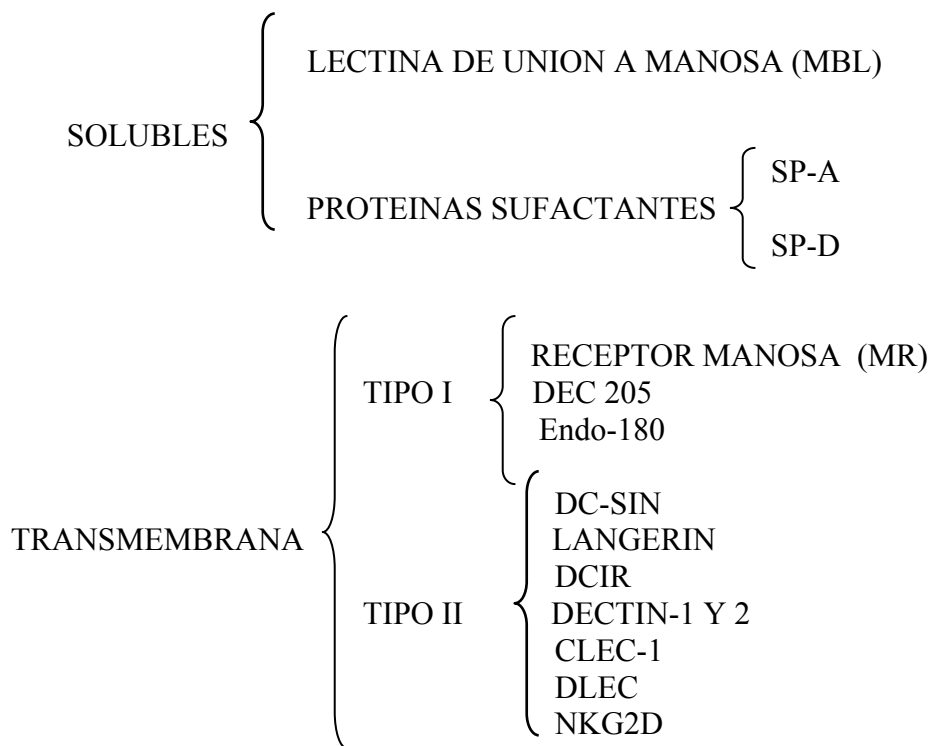 LECTINA DE UNION A MANOSA (MBL)
SOLUBLES
SP-A
PROTEINAS SUFACTANTES
SP-D
RECEPTOR MANOSA (MR)
TIPO I
DEC 205
Endo-180
DC-SIN
TRANSMEMBRANA
LANGERIN
DCIR
TIPO II
DECTIN-1 Y 2
CLEC-1
DLEC
NKG2D